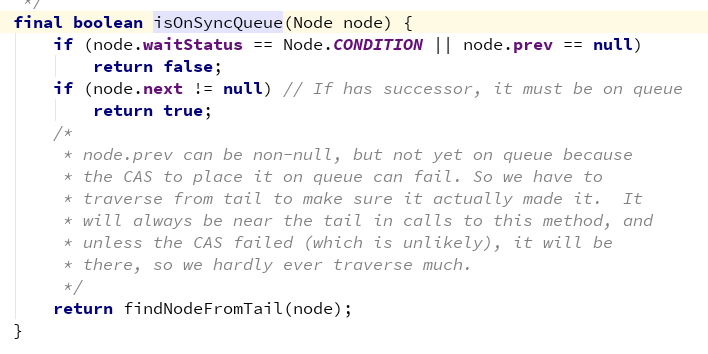 */
final boolean isOnSyncQueue(Node node) {
    if (node.waitStatus == Node.CONDITION || node.prev == null)
        return false;
    if (node.next != null) // If has successor, it must be on queue
        return true;
    /*
     * node.prev can be non-null, but not yet on queue because
     * the CAS to place it on queue can fail. So we have to
     * traverse from tail to make sure it actually made it.  It
     * will always be near the tail in calls to this method, and
     * unless the CAS failed (which is unlikely), it will be
     * there, so we hardly ever traverse much.
     */
    return findNodeFromTail(node);
}